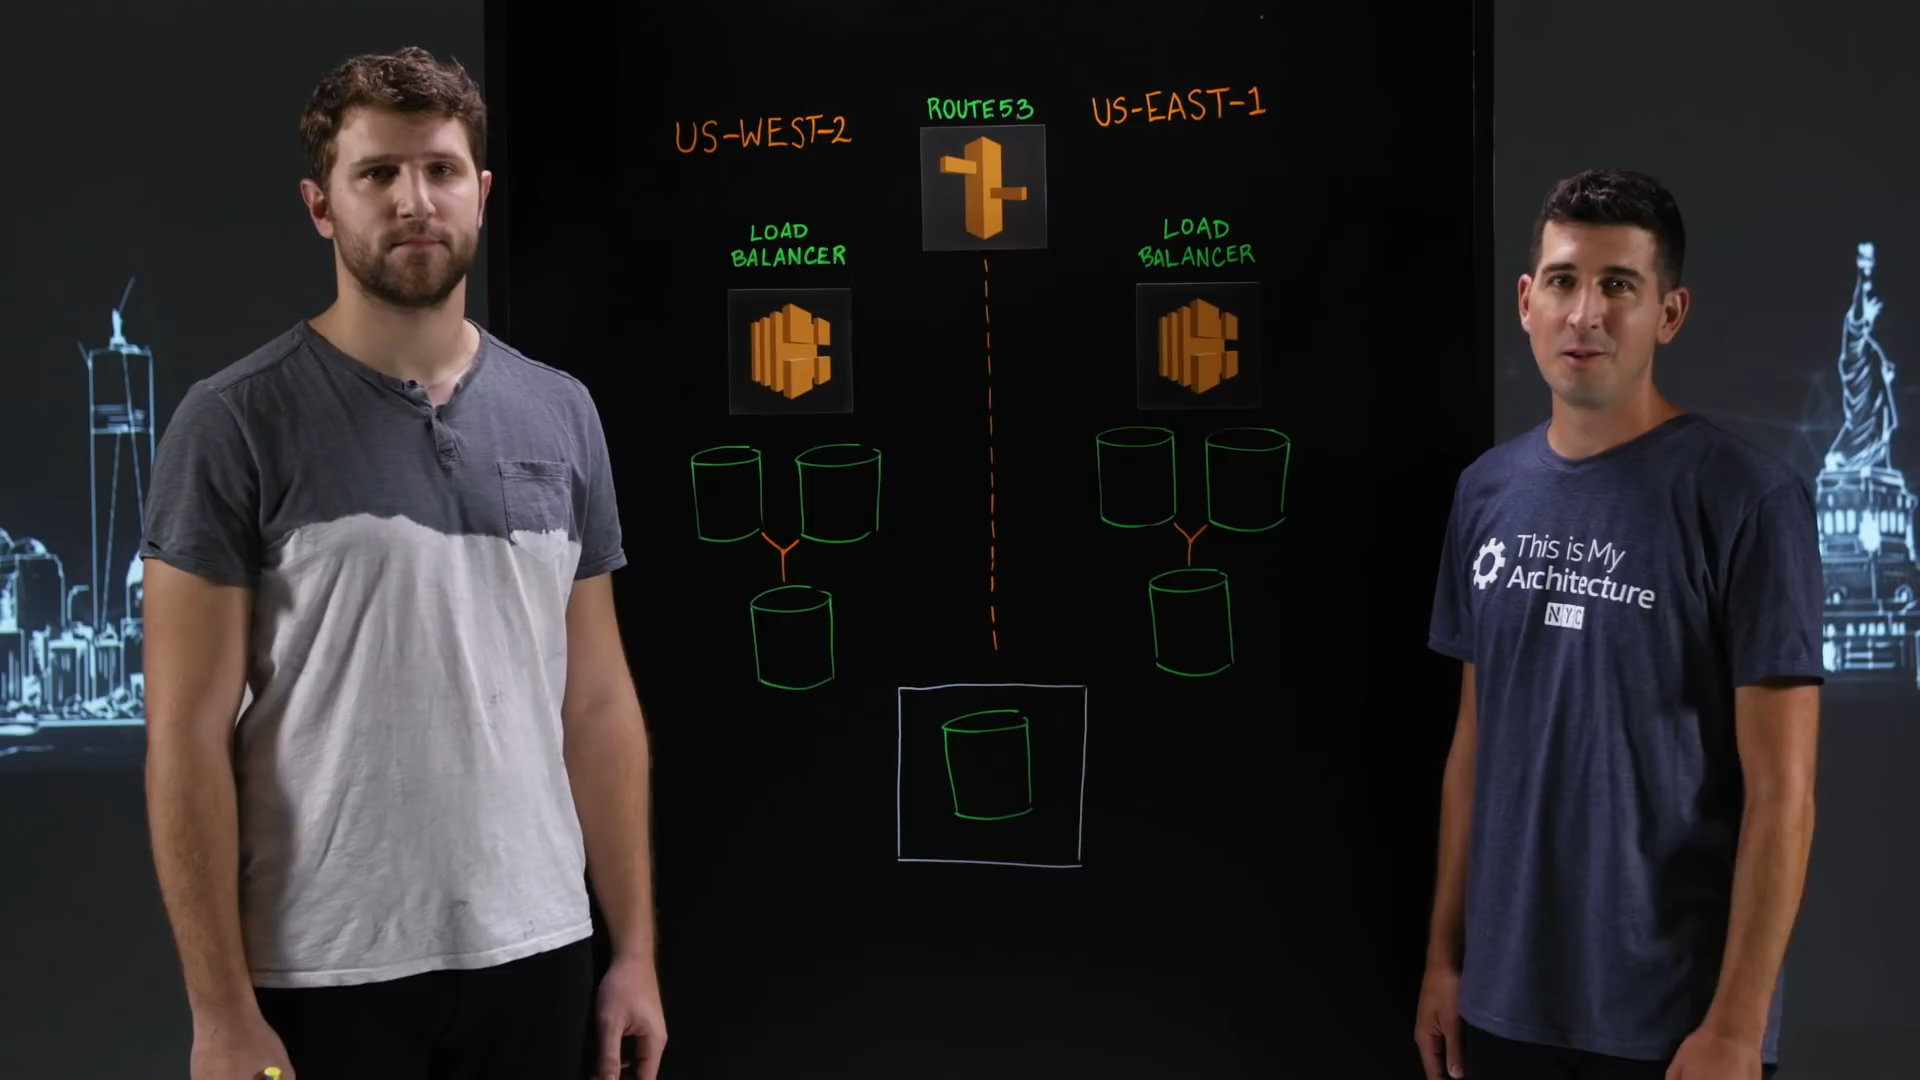 US-WEST-2
ROUTE53
US-EAST-1
LOAD
BALANCER
LOAD
BALANCER
This is My
Architecture
NYC